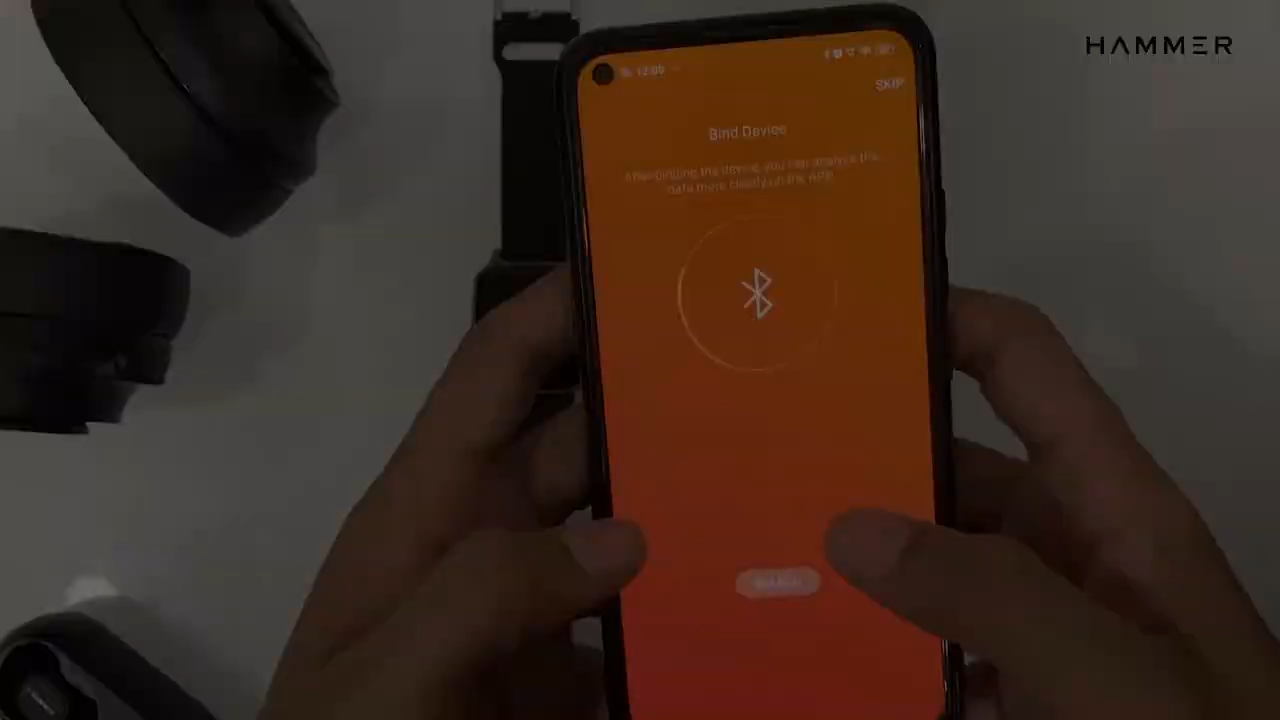 HAMMER
12:09
SKIP
Bind Device
After binding the device, you can analyse the
data more clearly on the APP